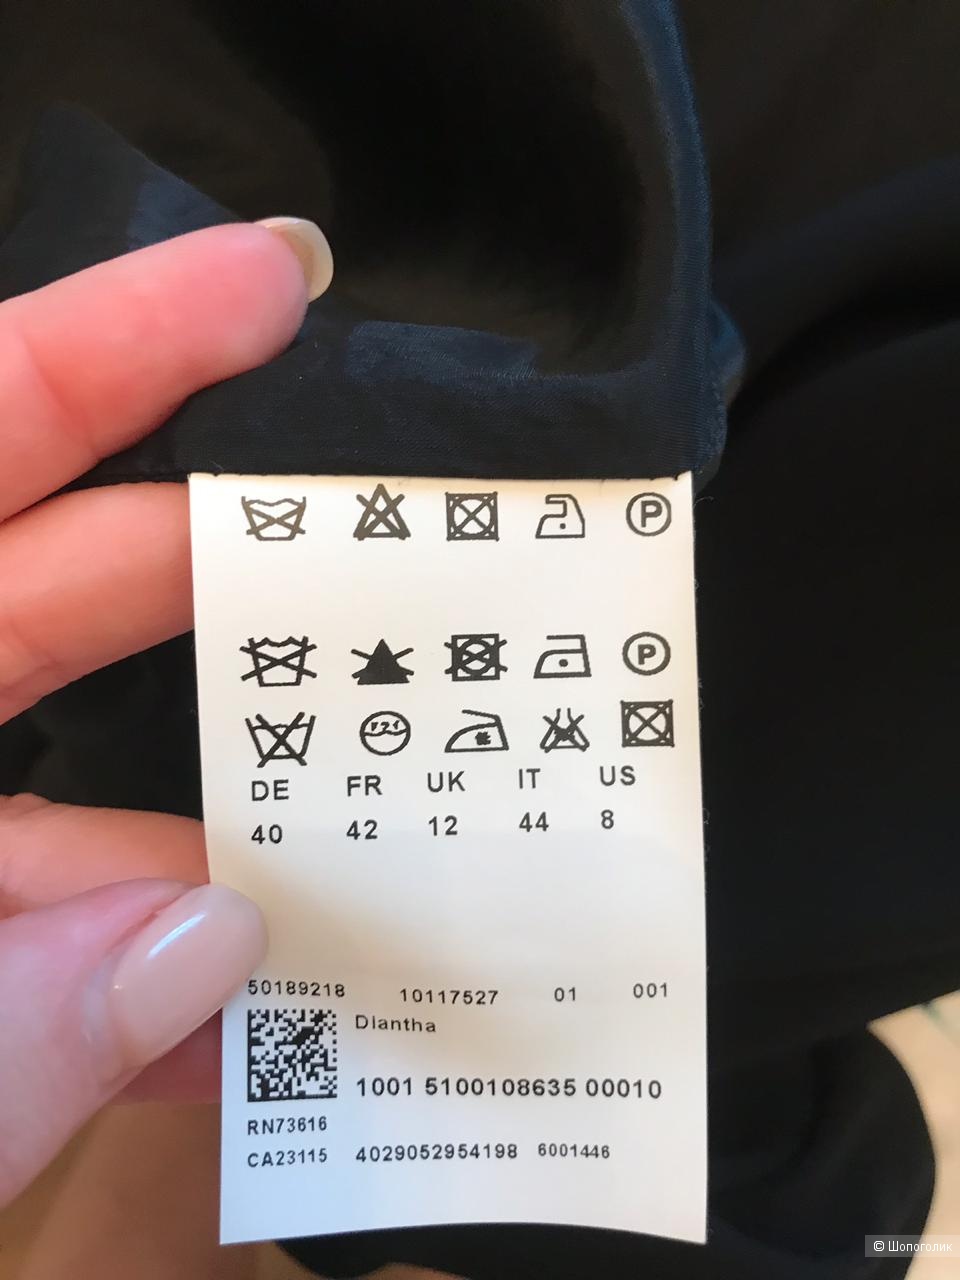 P
P
DE FR UK IT US
40 42 12 44 8
50189218 10117527 01 001
Diantha
1001 5100108635 00010
RN73616
CA23115 4029052954198 6001446
© Шопоголик